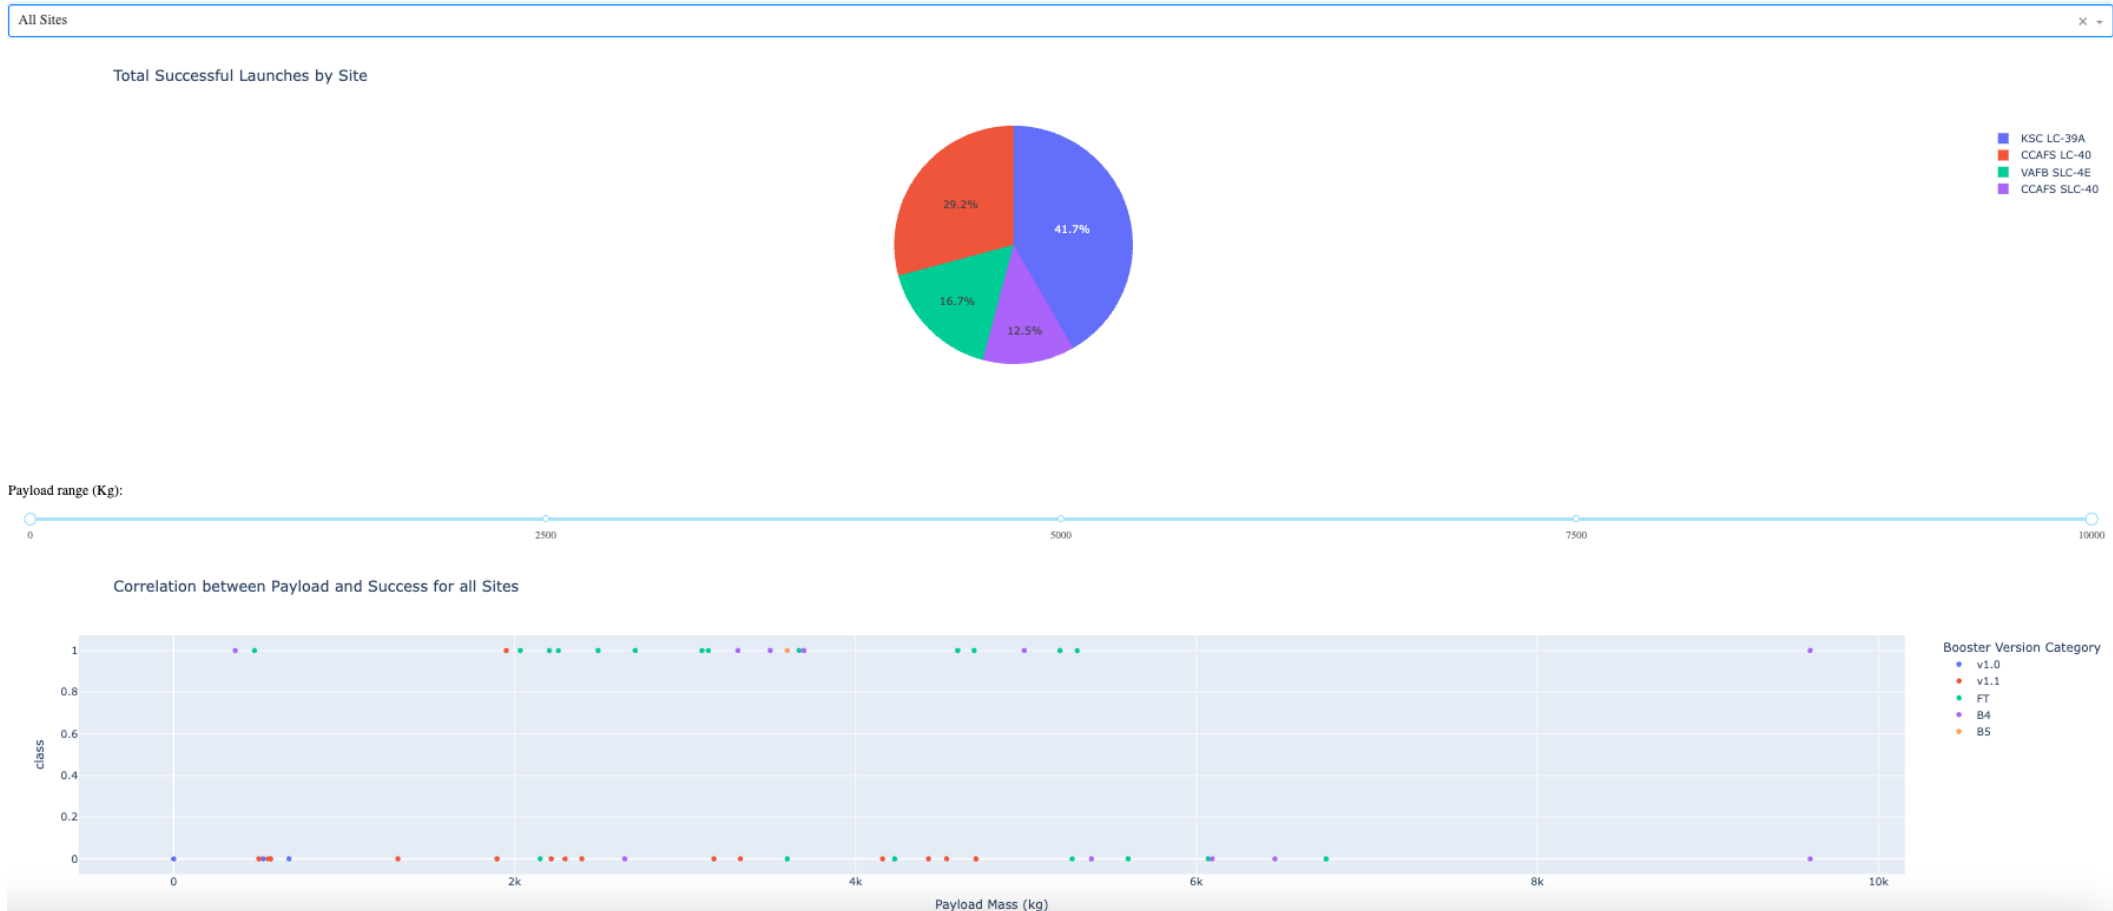 All Sites
Total Successful Launches by Site
KSC LC-39A
CCAFS LC-40
VAFB SLC-4E
CCAFS SLC-40
29.2%
41.7%
16.7%
12.5%
Payload range (Kg):
0 2500 5000 7500 10000
Correlation between Payload and Success for all Sites
Booster Version Category
v1.0
v1.1
FT
B4
B5
class
1
0.8
0.6
0.4
0.2
0
0 2k 4k 6k 8k 10k
Payload Mass (kg)